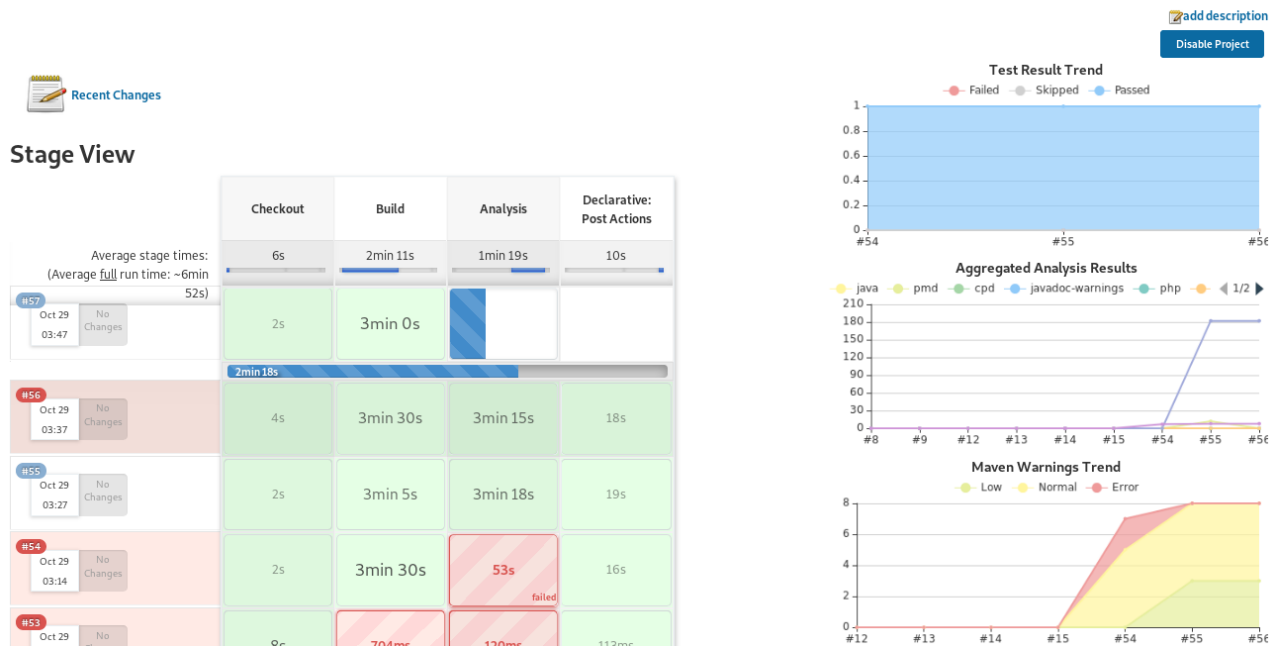 add description
Disable Project
Recent Changes
Stage View
Checkout
Build
Analysis
Declarative:
Post Actions
Average stage times:
(Average full run time: ~6min
52s)
6s
2min 11s
1min 19s
10s
#57
Oct 29
03:47
No
Changes
2s
3min 0s
2min 18s
#56
Oct 29
03:37
No
Changes
4s
3min 30s
3min 15s
18s
#55
Oct 29
03:27
No
Changes
2s
3min 5s
3min 18s
19s
#54
Oct 29
03:14
No
Changes
2s
3min 30s
53s
failed
16s
#53
Oct 29
No
8s
704ms
120ms
113ms
Test Result Trend
Failed Skipped Passed
1
0.8
0.6
0.4
0.2
0
#54 #55 #56
Aggregated Analysis Results
java pmd cpd javadoc-warnings php 1/2
210
180
150
120
90
60
30
0
#8 #9 #12 #13 #14 #15 #54 #55 #56
Maven Warnings Trend
Low Normal Error
8
6
4
2
0
#12 #13 #14 #15 #54 #55 #56